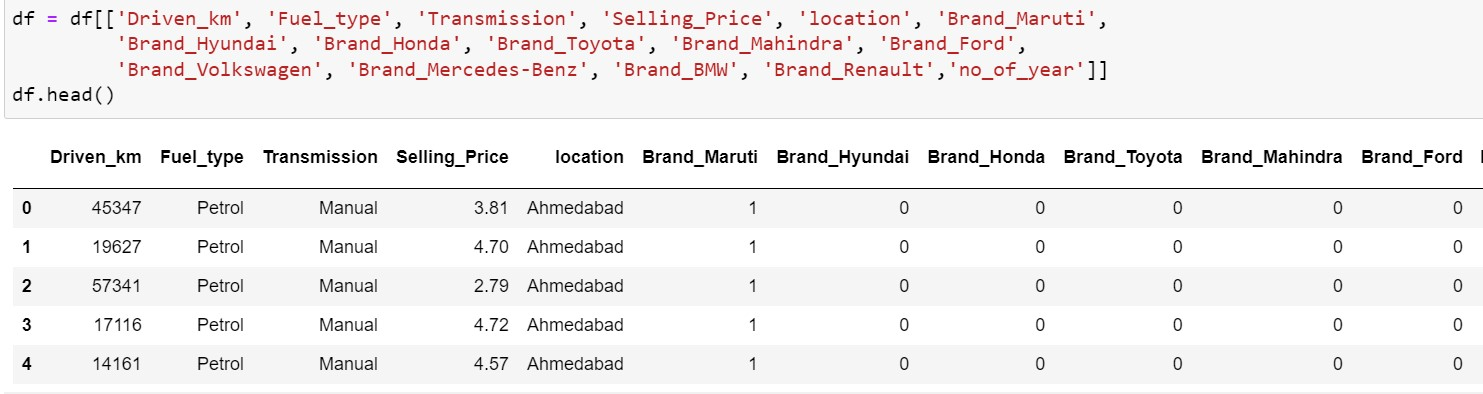 df = df[['Driven_km', 'Fuel_type', 'Transmission', 'Selling_Price', 'location', 'Brand_Maruti',
'Brand_Hyundai', 'Brand_Honda', 'Brand_Toyota', 'Brand_Mahindra', 'Brand_Ford',
'Brand_Volkswagen', 'Brand_Mercedes-Benz', 'Brand_BMW', 'Brand_Renault','no_of_year']]
df.head()
Driven_km Fuel_type Transmission Selling_Price location Brand_Maruti Brand_Hyundai Brand_Honda Brand_Toyota Brand_Mahindra Brand_Ford
0 45347 Petrol Manual 3.81 Ahmedabad 1 0 0 0 0 0
1 19627 Petrol Manual 4.70 Ahmedabad 1 0 0 0 0 0
2 57341 Petrol Manual 2.79 Ahmedabad 1 0 0 0 0 0
3 17116 Petrol Manual 4.72 Ahmedabad 1 0 0 0 0 0
4 14161 Petrol Manual 4.57 Ahmedabad 1 0 0 0 0 0